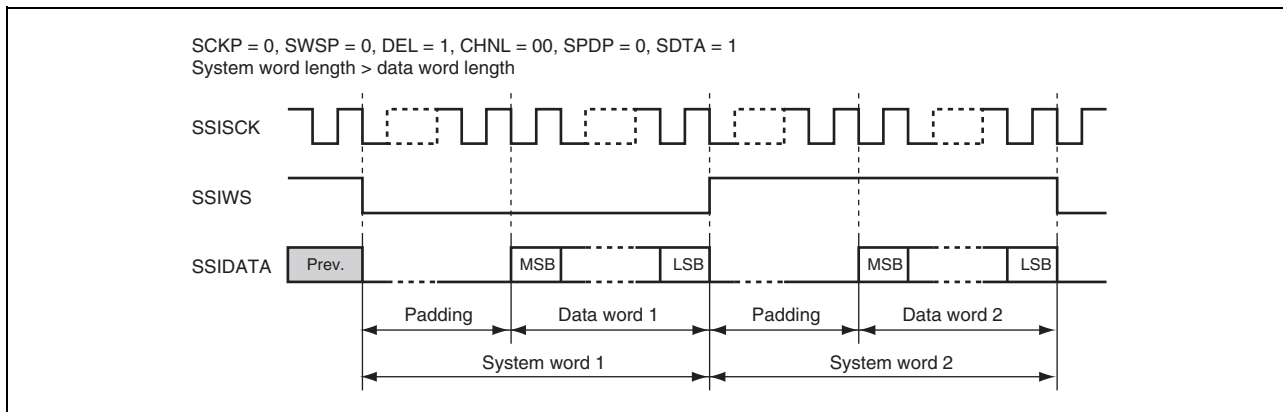 SCKP = 0, SWSP = 0, DEL = 1, CHNL = 00, SPDP = 0, SDTA = 1
System word length > data word length
SSISCK
SSIWS
SSIDATA
Prev.
MSB
LSB
MSB
LSB
Padding
Data word 1
Padding
Data word 2
System word 1
System word 2